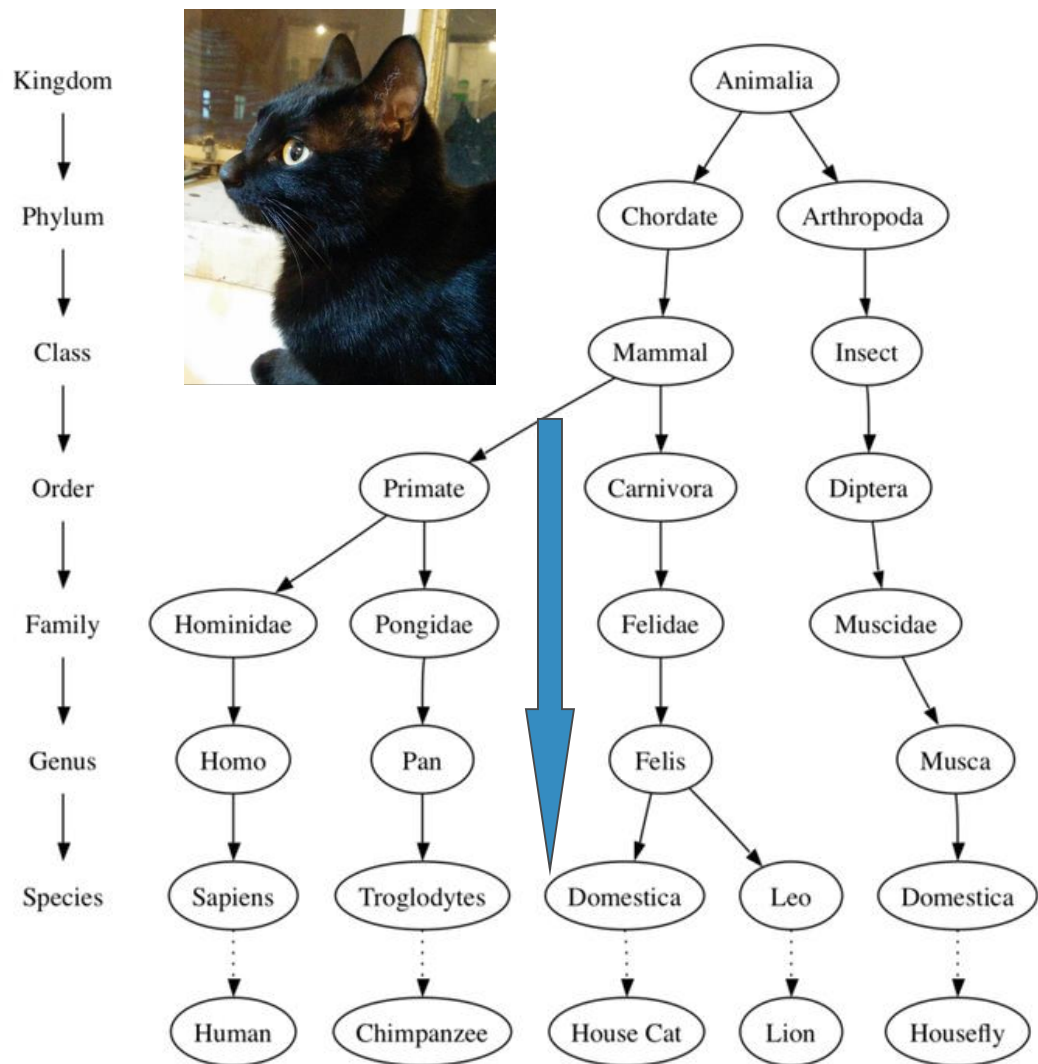 Kingdom
Animalia
Phylum
Chordate
Arthropoda
Class
Mammal
Insect
Order
Primate
Carnivora
Diptera
Family
Hominidae
Pongidae
Felidae
Muscidae
Genus
Homo
Pan
Felis
Musca
Species
Sapiens
Troglodytes
Domestica
Leo
Domestica
Human
Chimpanzee
House Cat
Lion
Housefly